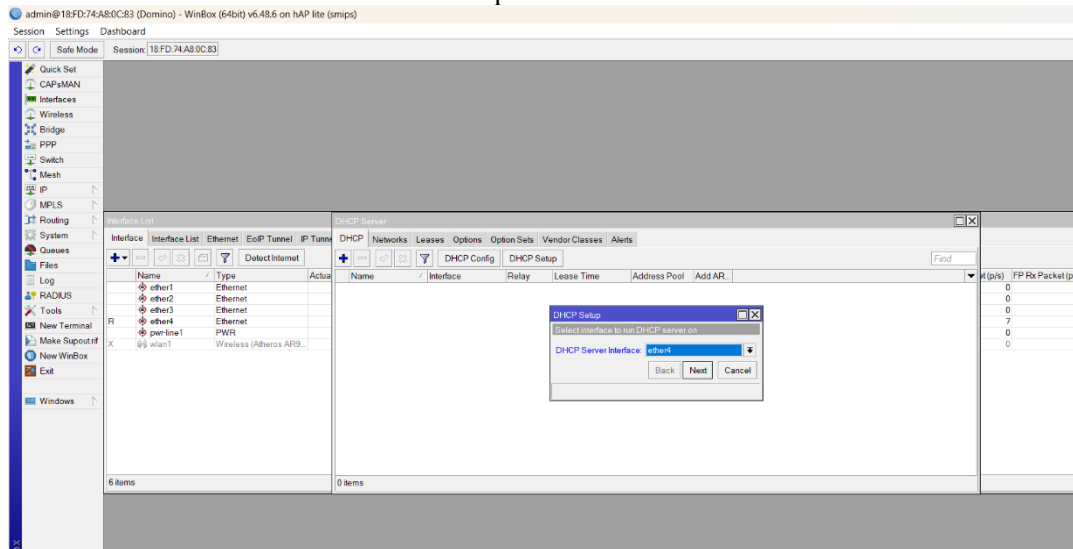 admin@18:FD:74:A8:0C:83 (Domino) - WinBox (64bit) v6.48.6 on hAP lite (smips)
Session Settings Dashboard
Safe Mode Session: 18:FD:74:A8:0C:83
Quick Set
CAPsMAN
Interfaces
Wireless
Bridge
PPP
Switch
Mesh
IP
MPLS
Routing
System
Queues
Files
Log
RADIUS
Tools
New Terminal
Make Supout.rif
New WinBox
Exit
Windows
Interface List
Interface Interface List Ethernet EoIP Tunnel IP Tunne
Detect Internet
Name Type Actua
ether1 Ethernet
ether2 Ethernet
ether3 Ethernet
R ether4 Ethernet
pwr-line1 PWR
X wlan1 Wireless (Atheros AR9...
6 items
DHCP Server
DHCP Networks Leases Options Option Sets Vendor Classes Alerts
DHCP Config DHCP Setup Find
Name Interface Relay Lease Time Address Pool Add AR...
0 items
DHCP Setup
Select interface to run DHCP server on
DHCP Server Interface: ether4
Back Next Cancel
et (p/s) FP Rx Packet (p
0
0
0
7
0
0